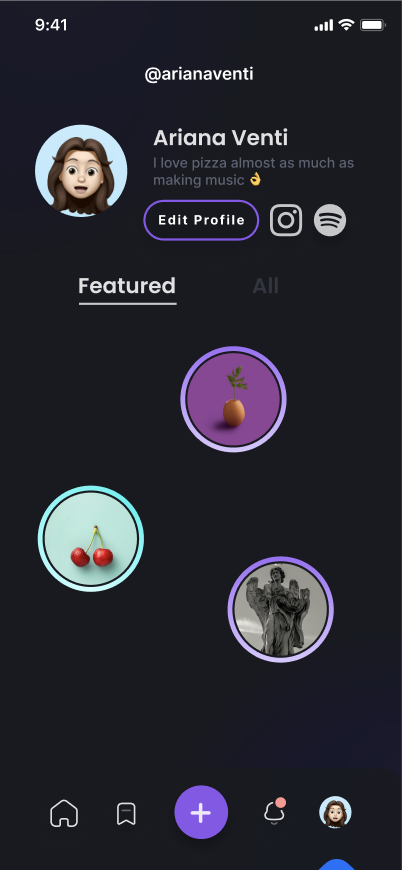 9:41
@arianaventi
Ariana Venti
I love pizza almost as much as
making music 👌
Edit Profile
Featured
All